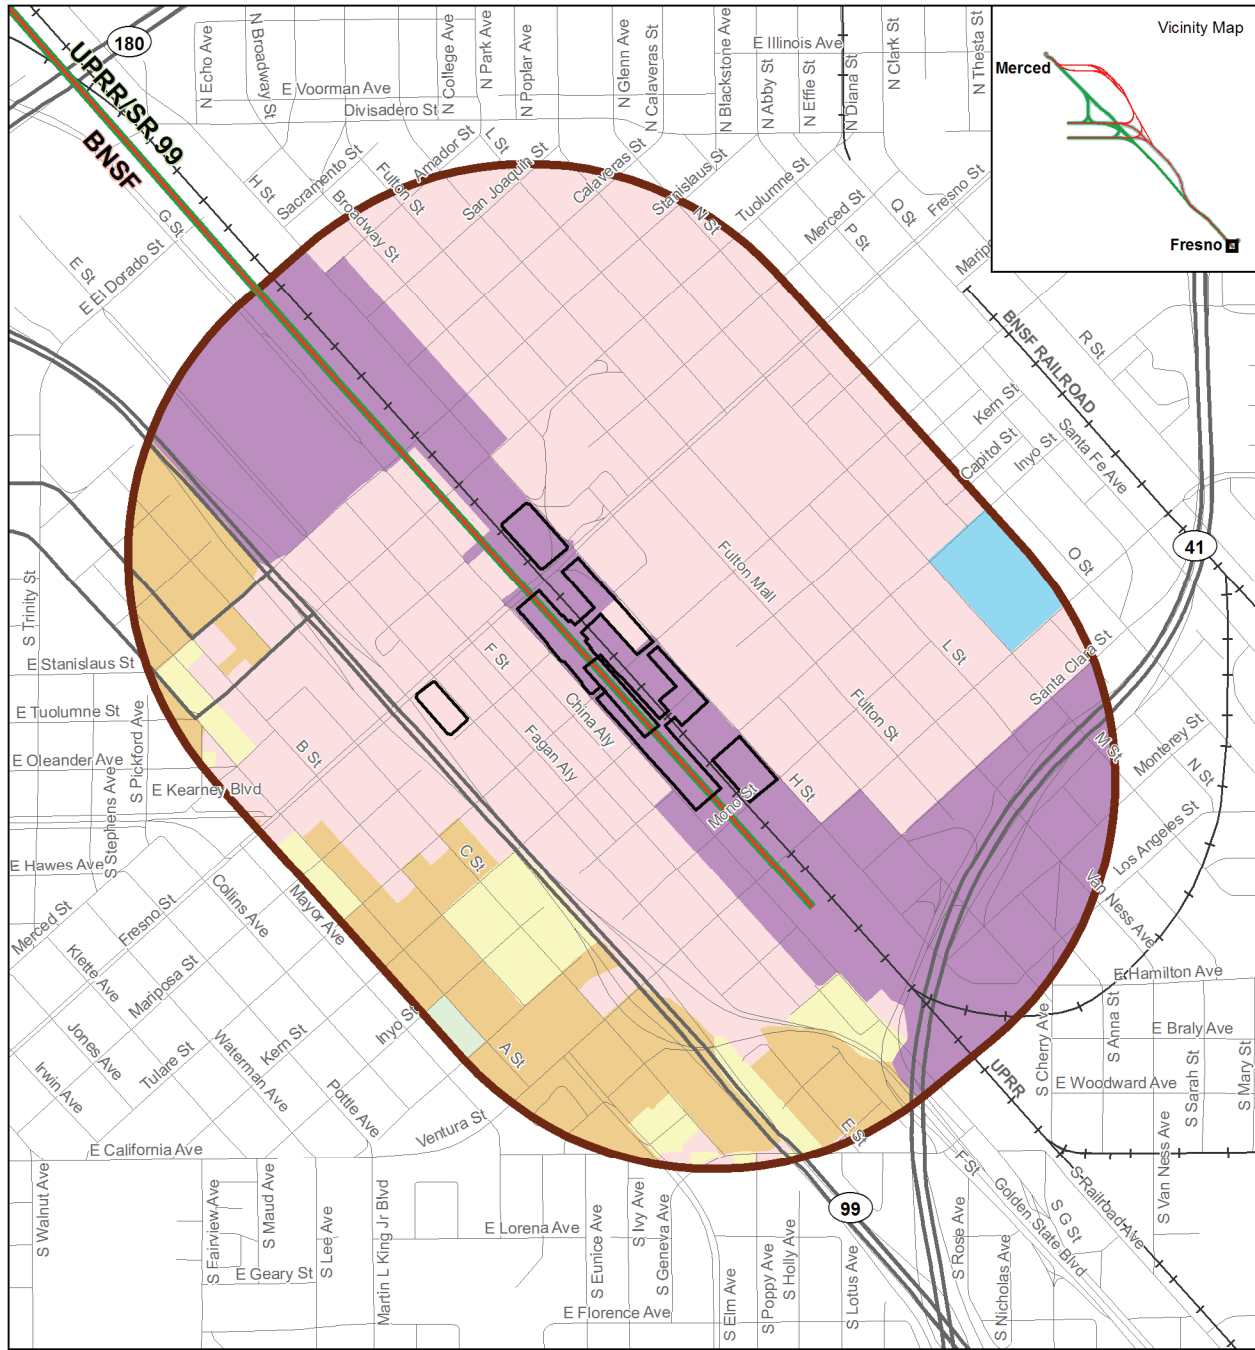 Vicinity Map
Merced
Fresno
180
UPRR/SR 99
BNSF
N Echo Ave
N Broadway St
E Voorman Ave
Divisadero St
N College Ave
N Park Ave
N Poplar Ave
N Glenn Ave
N Calaveras St
N Blackstone Ave
E Illinois Ave
N Abby St
N Effie St
N Diana St
N Clark St
N Thesta St
H St
Sacramento St
Broadway St
Fulton St
Amador St
L St
San Joaquin St
Calaveras St
Stanislaus St
N St
Tuolumne St
Merced St
P St
Q St
Fresno St
G St
E St
E El Dorado St
BNSF RAILROAD
R St
Kern St
Capitol St
Inyo St
Santa Fe Ave
41
O St
Fulton Mall
L St
Santa Clara St
Fulton St
M St
Monterey St
N St
Los Angeles St
Van Ness Ave
S Trinity St
E Stanislaus St
E Tuolumne St
S Pickford Ave
E Oleander Ave
E Kearney Blvd
S Stephens Ave
E Hawes Ave
F St
China Aly
Fagan Aly
B St
H St
Mono St
C St
Mayor Ave
Collins Ave
Merced St
Fresno St
Klette Ave
Mariposa St
Jones Ave
Tulare St
Irwin Ave
Waterman Ave
Kern St
Inyo St
Pottle Ave
Ventura St
A St
E St
F St
E Hamilton Ave
E Braly Ave
E Woodward Ave
S Cherry Ave
S Anna St
S Sarah St
S Mary St
UPRR
E California Ave
S Walnut Ave
S Fairview Ave
S Maud Ave
S Lee Ave
E Geary St
Martin L King Jr Blvd
E Lorena Ave
S Eunice Ave
S Ivy Ave
S Geneva Ave
E Florence Ave
S Elm Ave
S Poppy Ave
S Holly Ave
S Lotus Ave
99
S Rose Ave
S Nicholas Ave
Golden State Blvd
S G St
S Railroad Ave
S Van Ness Ave